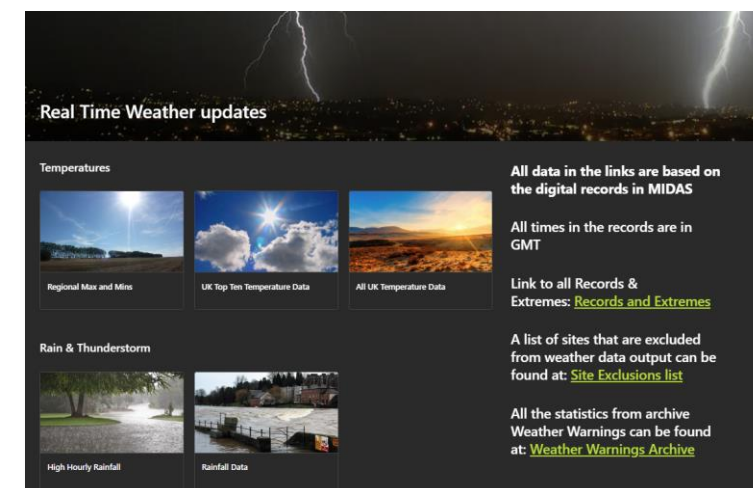 Real Time Weather updates
Temperatures
Regional Max and Mins
UK Top Ten Temperature Data
All UK Temperature Data
Rain & Thunderstorm
High Hourly Rainfall
Rainfall Data
All data in the links are based on
the digital records in MIDAS
All times in the records are in
GMT
Link to all Records &
Extremes: Records and Extremes
A list of sites that are excluded
from weather data output can be
found at: Site Exclusions list
All the statistics from archive
Weather Warnings can be found
at: Weather Warnings Archive